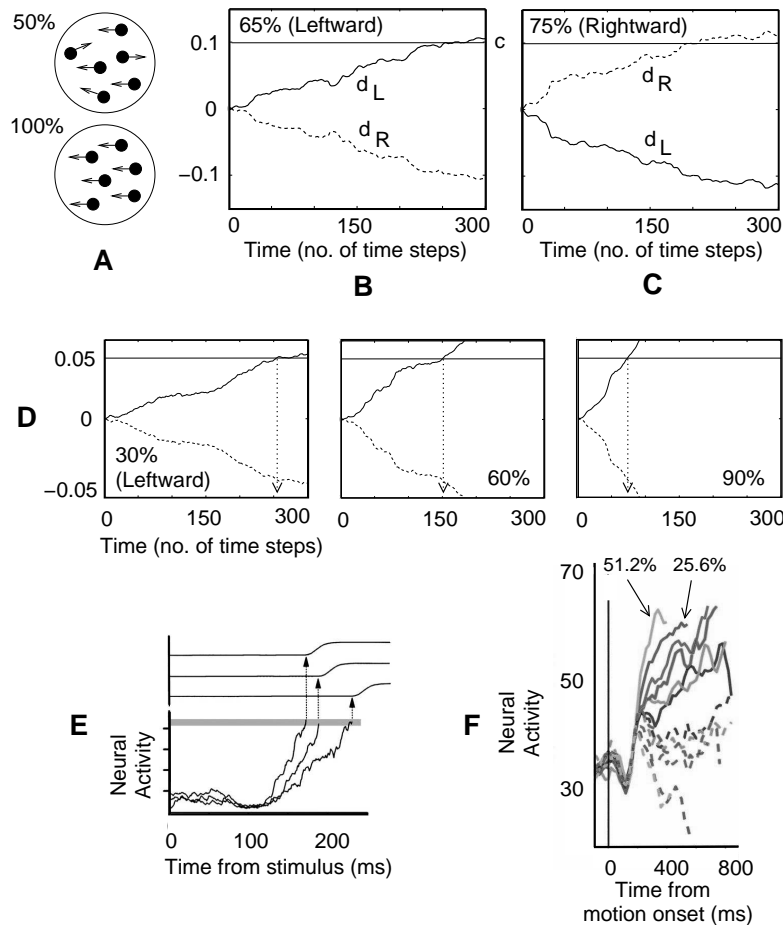 50%
100%
A
65% (Leftward)
0.1
0
−0.1
c
d L
d R
0 150 300
Time (no. of time steps)
B
75% (Rightward)
d R
d L
0 150 300
Time (no. of time steps)
C
D
0.05
0
−0.05
30%
(Leftward)
0 150 300
Time (no. of time steps)
60%
0 150 300
90%
0 150 300
E
Neural
Activity
0 100 200
Time from stimulus (ms)
F
51.2% 25.6%
70
50
30
Neural
Activity
0 400 800
Time from
motion onset (ms)